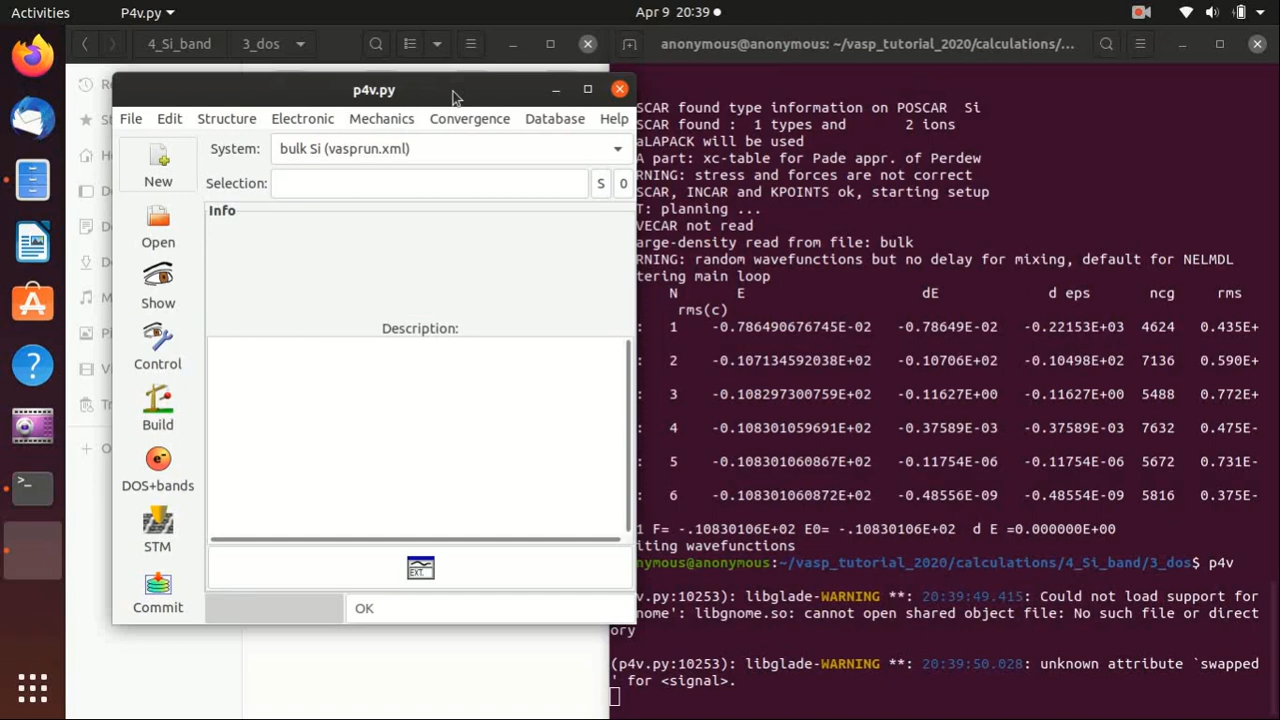 Activities
P4v.py
Apr 9 20:39
4_Si_band
3_dos
anonymous@anonymous: ~/vasp_tutorial_2020/calculations/…
p4v.py
File Edit Structure Electronic Mechanics Convergence Database Help
System: bulk Si (vasprun.xml)
Selection: S 0
Info
Description:
New
Open
Show
Control
Build
DOS+bands
STM
Commit
EXT.
OK
SCAR found type information on POSCAR Si
SCAR found : 1 types and 2 ions
aLAPACK will be used
A part: xc-table for Pade appr. of Perdew
RNING: stress and forces are not correct
SCAR, INCAR and KPOINTS ok, starting setup
T: planning ...
VECAR not read
arge-density read from file: bulk
RNING: random wavefunctions but no delay for mixing, default for NELMDL
tering main loop
N E dE d eps ncg rms
rms(c)
: 1 -0.786490676745E-02 -0.78649E-02 -0.22153E+03 4624 0.435E+
: 2 -0.107134592038E+02 -0.10706E+02 -0.10498E+02 7136 0.590E+
: 3 -0.108297300759E+02 -0.11627E+00 -0.11627E+00 5488 0.772E+
: 4 -0.108301059691E+02 -0.37589E-03 -0.37589E-03 7632 0.475E-
: 5 -0.108301060867E+02 -0.11754E-06 -0.11754E-06 5672 0.731E-
: 6 -0.108301060872E+02 -0.48556E-09 -0.48554E-09 5816 0.375E-
1 F= -.10830106E+02 E0= -.10830106E+02 d E =0.000000E+00
iting wavefunctions
nymous@anonymous:~/vasp_tutorial_2020/calculations/4_Si_band/3_dos$ p4v
v.py:10253): libglade-WARNING **: 20:39:49.415: Could not load support for
nome': libgnome.so: cannot open shared object file: No such file or direct
ory
(p4v.py:10253): libglade-WARNING **: 20:39:50.028: unknown attribute `swapped
' for <signal>.